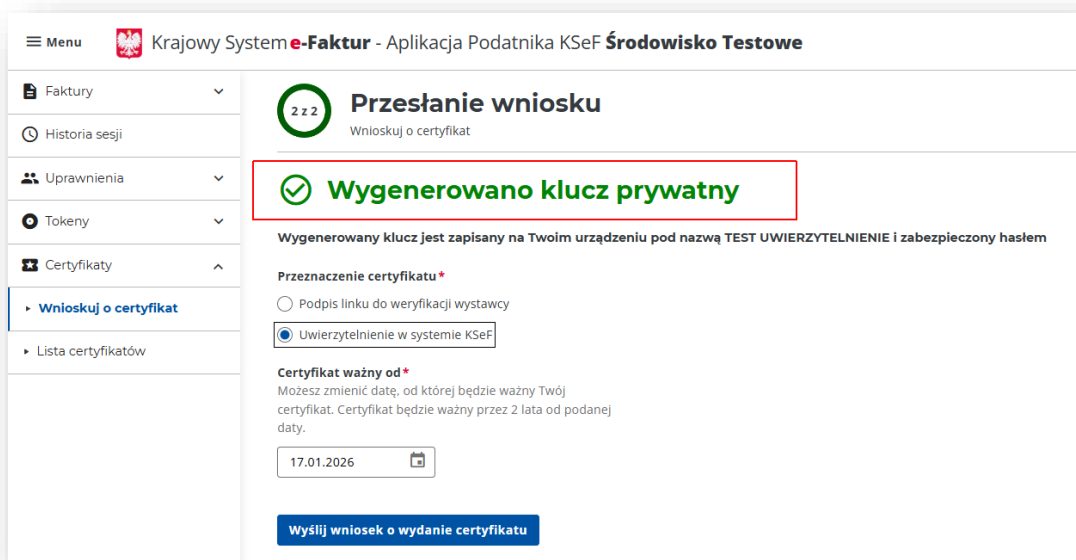 Menu
Krajowy System e-Faktur - Aplikacja Podatnika KSeF Środowisko Testowe
Faktury
Historia sesji
Uprawnienia
Tokeny
Certyfikaty
Wnioskuj o certyfikat
Lista certyfikatów
2 z 2
Przesłanie wniosku
Wnioskuj o certyfikat
Wygenerowano klucz prywatny
Wygenerowany klucz jest zapisany na Twoim urządzeniu pod nazwą TEST UWIERZYTELNIENIE i zabezpieczony hasłem
Przeznaczenie certyfikatu*
Podpis linku do weryfikacji wystawcy
Uwierzytelnienie w systemie KSeF
Certyfikat ważny od*
Możesz zmienić datę, od której będzie ważny Twój
certyfikat. Certyfikat będzie ważny przez 2 lata od podanej
daty.
17.01.2026
Wyślij wniosek o wydanie certyfikatu